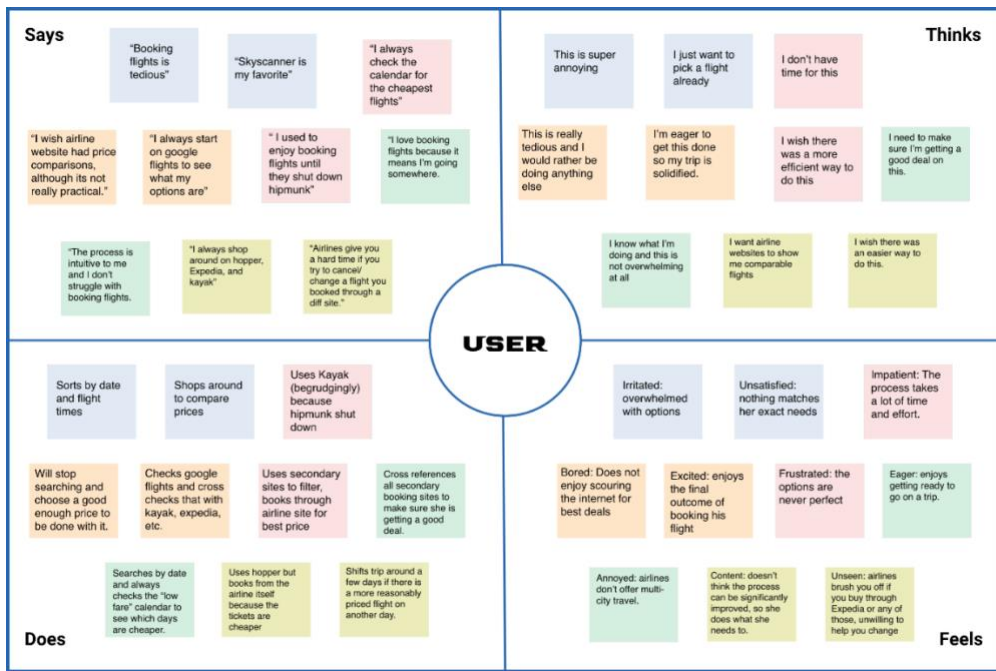 Says
"Booking
flights is
tedious"
"Skyscanner is
my favorite"
"I always
check the
calendar for
the cheapest
flights"
"I wish airline
website had price
comparisons,
although its not
really practical."
"I always start
on google
flights to see
what my
options are"
" I used to
enjoy booking
flights until
they shut down
hipmunk"
"I love booking
flights because it
means I'm going
somewhere.
"The process is
intuitive to me
and I don't
struggle with
booking flights.
"I always shop
around on hopper,
Expedia, and
kayak"
"Airlines give you
a hard time if you
try to cancel/
change a flight you
booked through a
diff site."
Thinks
This is super
annoying
I just want to
pick a flight
already
I don't have
time for this
This is really
tedious and I
would rather be
doing anything
else
I'm eager to
get this done
so my trip is
solidified.
I wish there
was a more
efficient way to
do this
I need to make
sure I'm getting a
good deal on
this.
I know what I'm
doing and this is
not overwhelming
at all
I want airline
websites to show
me comparable
flights
I wish there was
an easier way to
do this.
USER
Sorts by date
and flight
times
Shops around
to compare
prices
Uses Kayak
(begrudgingly)
because
hipmunk shut
down
Will stop
searching and
choose a good
enough price to
be done with it.
Checks google
flights and cross
checks that with
kayak, expedia,
etc.
Uses secondary
sites to filter,
books through
airline site for
best price
Cross references
all secondary
booking sites to
make sure she is
getting a good
deal.
Searches by date
and always
checks the "low
fare" calendar to
see which days
are cheaper.
Uses hopper but
books from the
airline itself
because the
tickets are
cheaper
Shifts trip around a
few days if there is
a more reasonably
priced flight on
another day.
Does
Irritated:
overwhelmed
with options
Unsatisfied:
nothing matches
her exact needs
Impatient: The
process takes
a lot of time
and effort.
Bored: Does not
enjoy scouring the
internet for
best deals
Excited: enjoys
the final
outcome of
booking his
flight
Frustrated: the
options are
never perfect
Eager: enjoys
getting ready to
go on a trip.
Annoyed: airlines
don't offer multi-
city travel.
Content: doesn't
think the process
can be significantly
improved, so she
does what she
needs to.
Unseen: airlines
brush you off if
you buy through
Expedia or any of
those, unwilling to
help you change
Feels